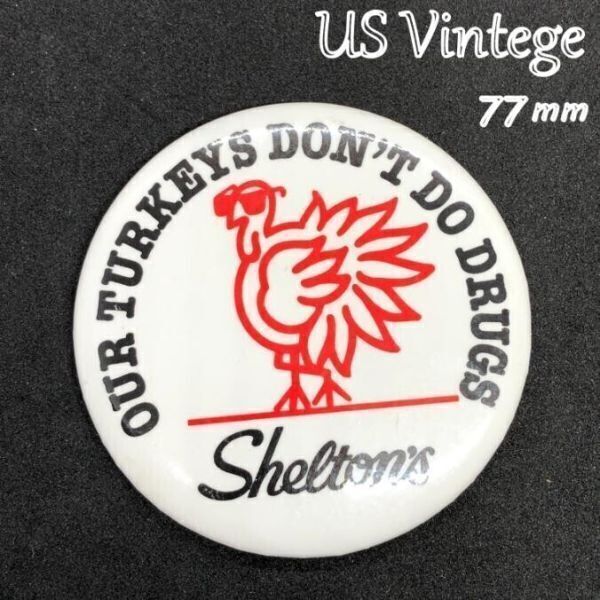 US Vintege
77 mm
OUR TURKEYS DON'T DO DRUGS
Shelton's